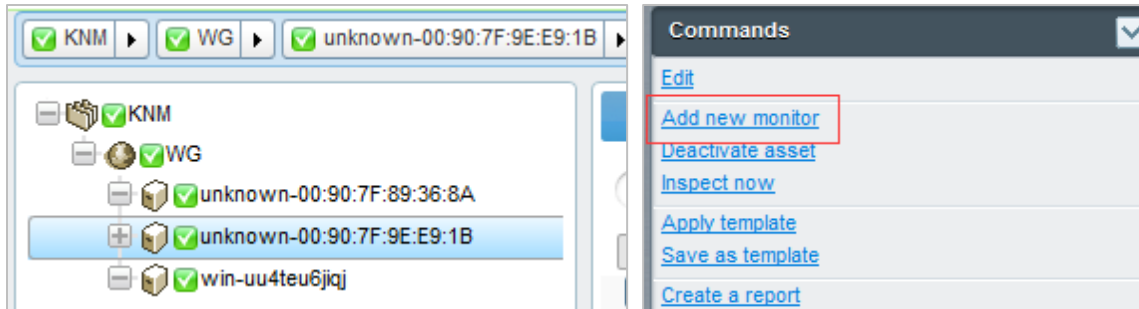 KNM WG unknown-00:90:7F:9E:E9:1B
KNM
WG
unknown-00:90:7F:89:36:8A
unknown-00:90:7F:9E:E9:1B
win-uu4teu6jiqj
Commands
Edit
Add new monitor
Deactivate asset
Inspect now
Apply template
Save as template
Create a report